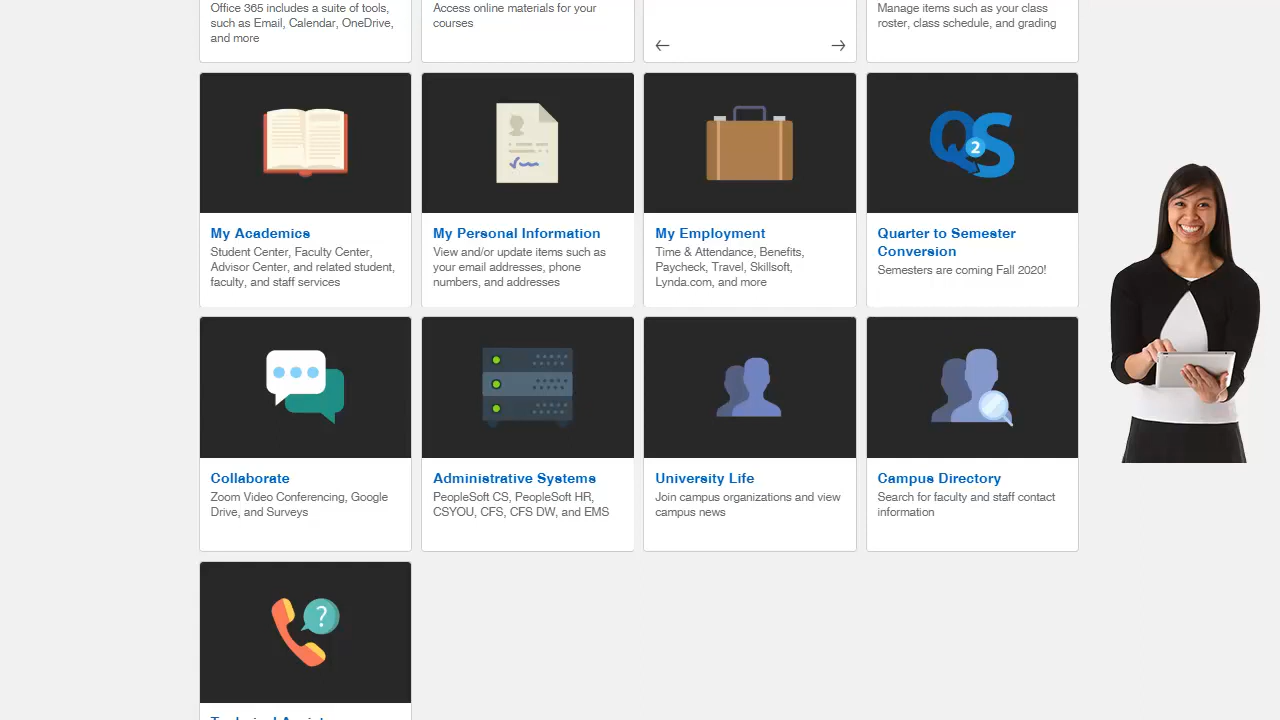 Office 365 includes a suite of tools,
such as Email, Calendar, OneDrive,
and more
Access online materials for your
courses
Manage items such as your class
roster, class schedule, and grading
Q2S
My Academics
Student Center, Faculty Center,
Advisor Center, and related student,
faculty, and staff services
My Personal Information
View and/or update items such as
your email addresses, phone
numbers, and addresses
My Employment
Time & Attendance, Benefits,
Paycheck, Travel, Skillsoft,
Lynda.com, and more
Quarter to Semester
Conversion
Semesters are coming Fall 2020!
Collaborate
Zoom Video Conferencing, Google
Drive, and Surveys
Administrative Systems
PeopleSoft CS, PeopleSoft HR,
CSYOU, CFS, CFS DW, and EMS
University Life
Join campus organizations and view
campus news
Campus Directory
Search for faculty and staff contact
information
?